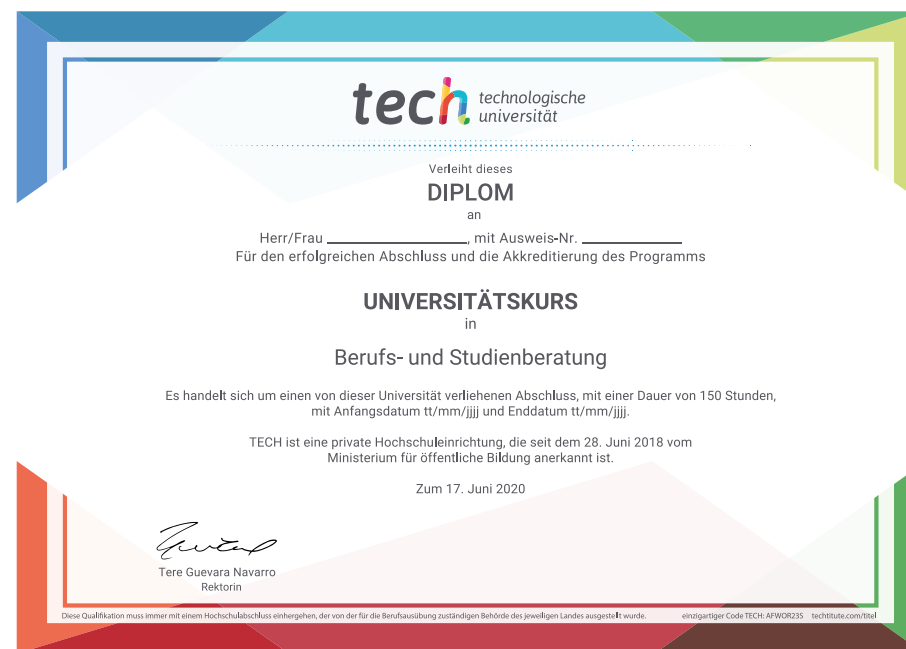 tech technologische
universität
Verleiht dieses
DIPLOM
an
Herr/Frau ____________________, mit Ausweis-Nr. ______________
Für den erfolgreichen Abschluss und die Akkreditierung des Programms
UNIVERSITÄTSKURS
in
Berufs- und Studienberatung
Es handelt sich um einen von dieser Universität verliehenen Abschluss, mit einer Dauer von 150 Stunden,
mit Anfangsdatum tt/mm/jjjj und Enddatum tt/mm/jjjj.
TECH ist eine private Hochschuleinrichtung, die seit dem 28. Juni 2018 vom
Ministerium für öffentliche Bildung anerkannt ist.
Zum 17. Juni 2020
Tere Guevara Navarro
Rektorin
Diese Qualifikation muss immer mit einem Hochschulabschluss einhergehen, der von der für die Berufsausübung zuständigen Behörde des jeweiligen Landes ausgestellt wurde. einzigartiger Code TECH: AFWOR235 techtitute.com/titel